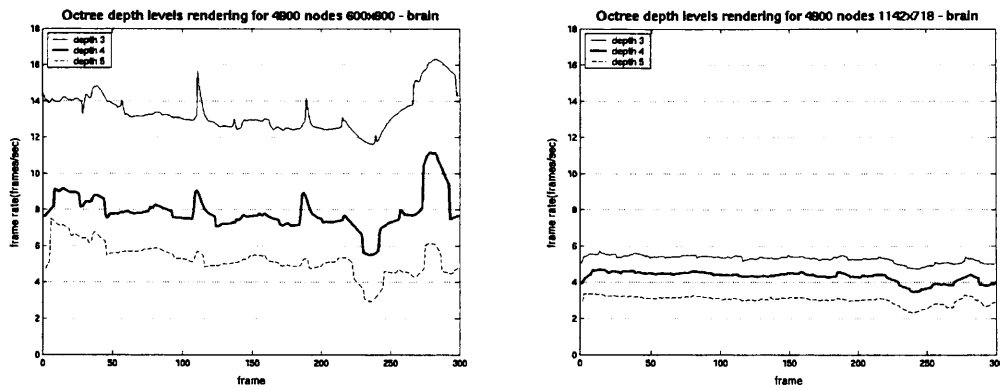 Octree depth levels rendering for 4800 nodes 600x600 - brain
18
16
14
12
10
8
6
4
2
0
depth 3
depth 4
depth 5
frame rate(frames/sec)
0 50 100 150 200 250 300
frame
Octree depth levels rendering for 4800 nodes 1142x718 - brain
18
16
14
12
10
8
6
4
2
0
depth 3
depth 4
depth 5
frame rate(frames/sec)
0 50 100 150 200 250 300
frame